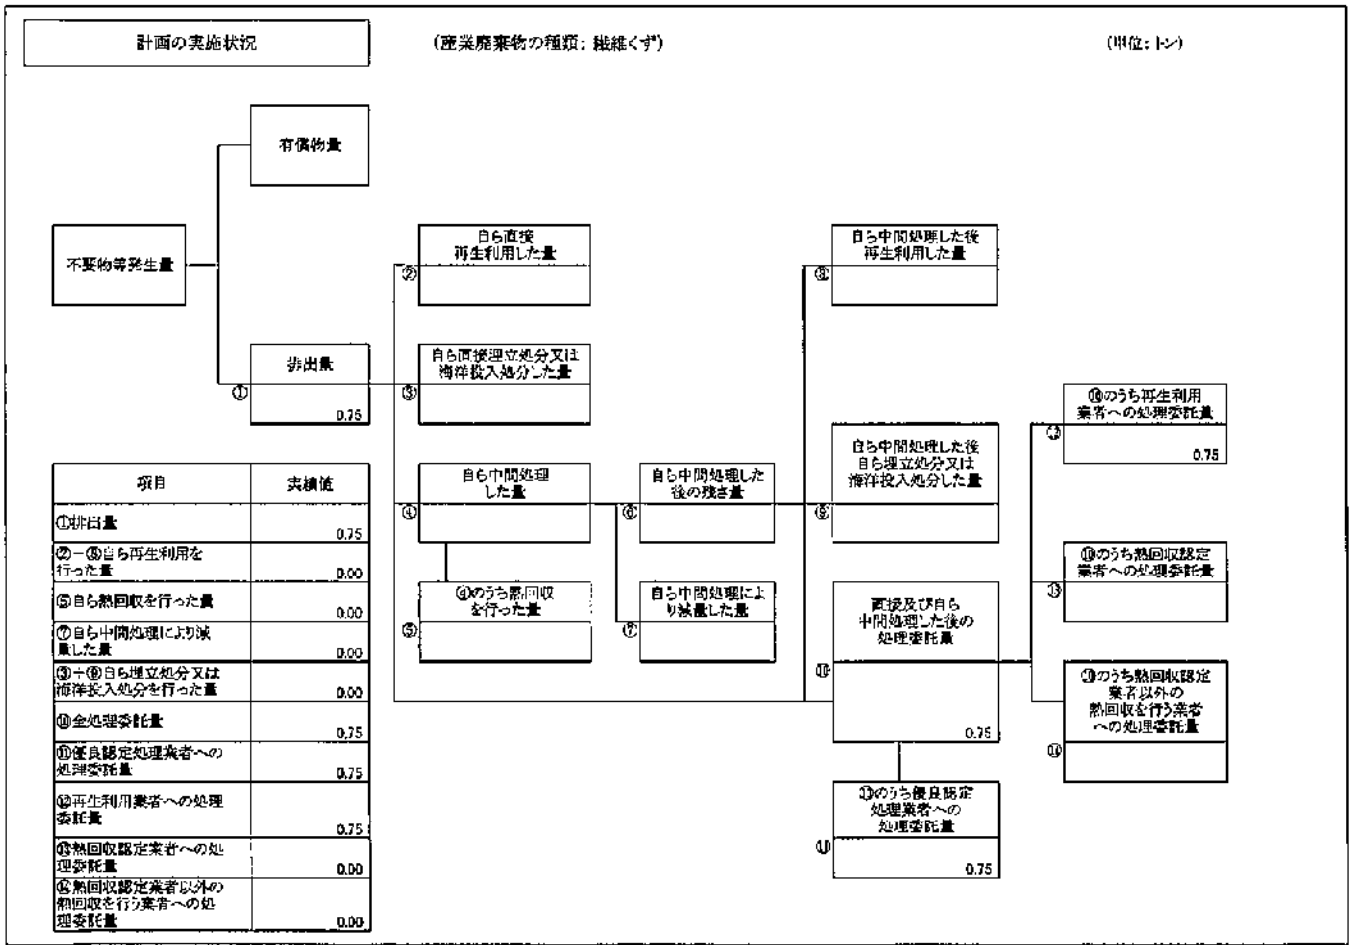 計画の実施状況
(産業廃棄物の種類: 繊維くず)
(単位:トン)
有償物量
不要物等発生量
排出量
①
0.75
自ら直接
再生利用した量
②
自ら直接埋立処分又は
海洋投入処分した量
③
自ら中間処理
した量
④
④のうち熱回収
を行った量
⑤
自ら中間処理した
後の残さ量
⑥
自ら中間処理によ
り減量した量
⑦
自ら中間処理した後
再生利用した量
⑧
自ら中間処理した後
自ら埋立処分又は
海洋投入処分した量
⑨
直接及び自ら
中間処理した後の
処理委託量
⑩
0.75
⑩のうち優良認定
処理業者への
処理委託量
⑪
0.75
⑩のうち再生利用
業者への処理委託量
⑫
0.75
⑩のうち熱回収認定
業者への処理委託量
⑬
⑩のうち熱回収認定
業者以外の
熱回収を行う業者
への処理委託量
⑭
項目 実績値
①排出量 0.75
②+⑧自ら再生利用を
行った量 0.00
⑤自ら熱回収を行った量 0.00
⑦自ら中間処理により減
量した量 0.00
③+⑨自ら埋立処分又は
海洋投入処分を行った量 0.00
⑩全処理委託量 0.75
⑪優良認定処理業者への
処理委託量 0.75
⑫再生利用業者への処理
委託量 0.75
⑬熱回収認定業者への処
理委託量 0.00
⑭熱回収認定業者以外の
熱回収を行う業者への処
理委託量 0.00